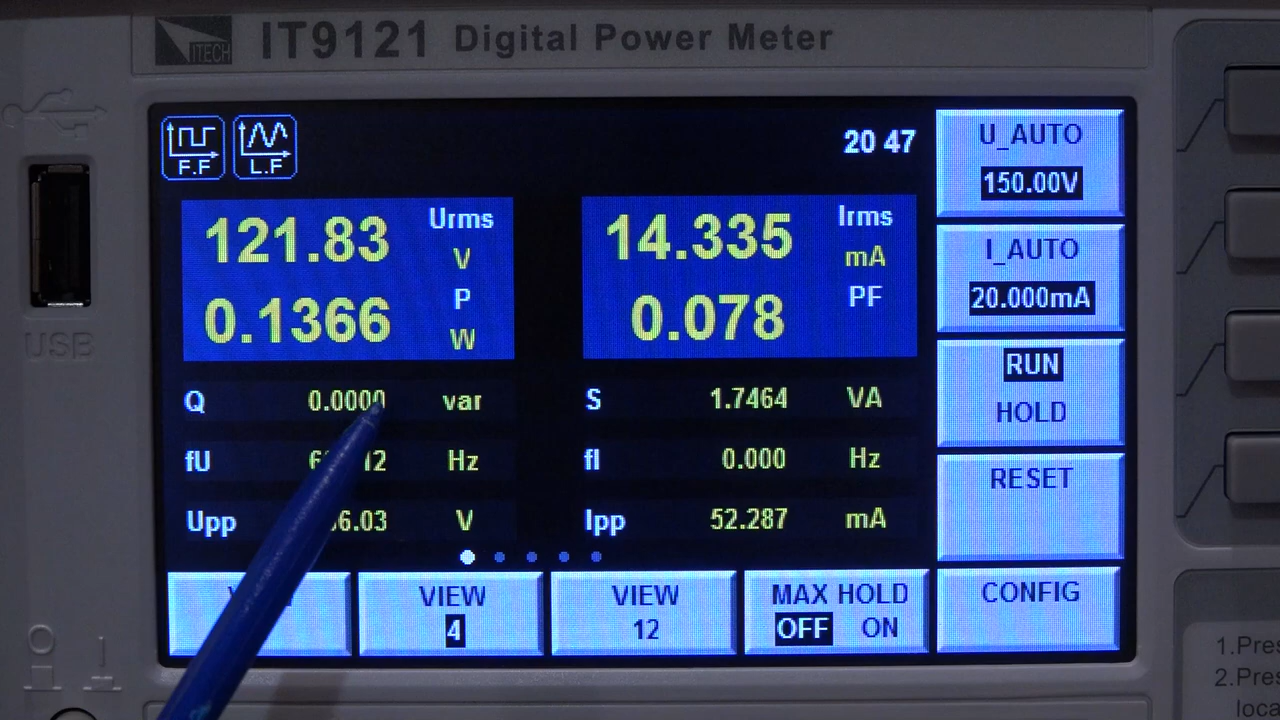 ITECH IT9121 Digital Power Meter
F.F L.F 20 47
U_AUTO
150.00V
121.83 Urms V
0.1366 P W
14.335 Irms mA
0.078 PF
I_AUTO
20.000mA
RUN
HOLD
USB
Q 0.0000 var S 1.7464 VA
fU Hz fI 0.000 Hz
Upp V Ipp 52.287 mA
RESET
VIEW
4
VIEW
12
MAX HOLD
OFF ON
CONFIG
1.
2.